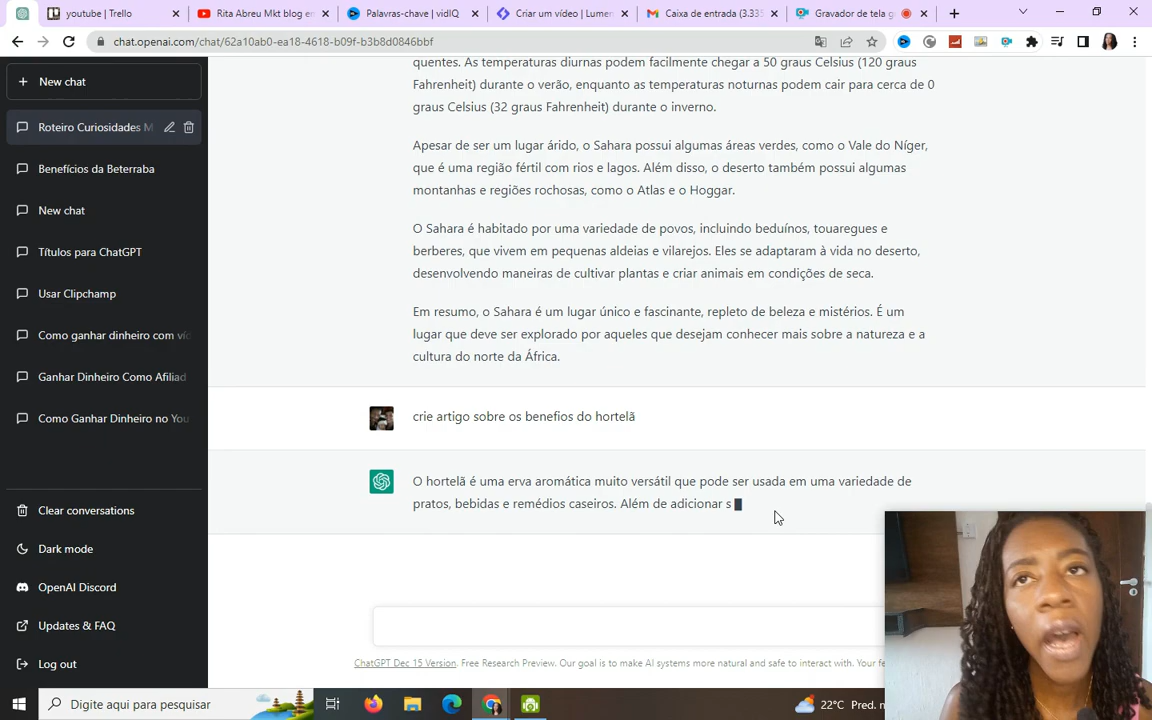 youtube | Trello
Rita Abreu Mkt blog en
Palavras-chave | vidIQ
Criar um vídeo | Lumen
Caixa de entrada (3.335
Gravador de tela g
chat.openai.com/chat/62a10ab0-ea18-4618-b09f-b3b8d0846bbf
New chat
Roteiro Curiosidades M
Benefícios da Beterraba
New chat
Títulos para ChatGPT
Usar Clipchamp
Como ganhar dinheiro com víd
Ganhar Dinheiro Como Afiliad
Como Ganhar Dinheiro no You
Clear conversations
Dark mode
OpenAI Discord
Updates & FAQ
Log out
quentes. As temperaturas diurnas podem facilmente chegar a 50 graus Celsius (120 graus
Fahrenheit) durante o verão, enquanto as temperaturas noturnas podem cair para cerca de 0
graus Celsius (32 graus Fahrenheit) durante o inverno.
Apesar de ser um lugar árido, o Sahara possui algumas áreas verdes, como o Vale do Níger,
que é uma região fértil com rios e lagos. Além disso, o deserto também possui algumas
montanhas e regiões rochosas, como o Atlas e o Hoggar.
O Sahara é habitado por uma variedade de povos, incluindo beduínos, touaregues e
berberes, que vivem em pequenas aldeias e vilarejos. Eles se adaptaram à vida no deserto,
desenvolvendo maneiras de cultivar plantas e criar animais em condições de seca.
Em resumo, o Sahara é um lugar único e fascinante, repleto de beleza e mistérios. É um
lugar que deve ser explorado por aqueles que desejam conhecer mais sobre a natureza e a
cultura do norte da África.
crie artigo sobre os benefios do hortelã
O hortelã é uma erva aromática muito versátil que pode ser usada em uma variedade de
pratos, bebidas e remédios caseiros. Além de adicionar s
ChatGPT Dec 15 Version. Free Research Preview. Our goal is to make AI systems more natural and safe to interact with. Your fe
Digite aqui para pesquisar
22°C Pred. n